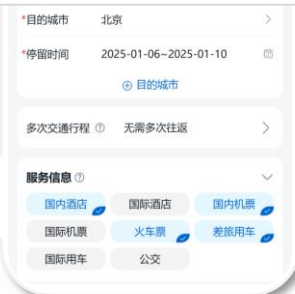 *目的城市 北京
*停留时间 2025-01-06~2025-01-10
目的城市
多次交通行程 无需多次往返
服务信息
国内酒店 国际酒店 国内机票
国际机票 火车票 差旅用车
国际用车 公交